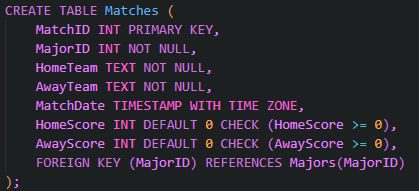 CREATE TABLE Matches (
    MatchID INT PRIMARY KEY,
    MajorID INT NOT NULL,
    HomeTeam TEXT NOT NULL,
    AwayTeam TEXT NOT NULL,
    MatchDate TIMESTAMP WITH TIME ZONE,
    HomeScore INT DEFAULT 0 CHECK (HomeScore >= 0),
    AwayScore INT DEFAULT 0 CHECK (AwayScore >= 0),
    FOREIGN KEY (MajorID) REFERENCES Majors(MajorID)
);